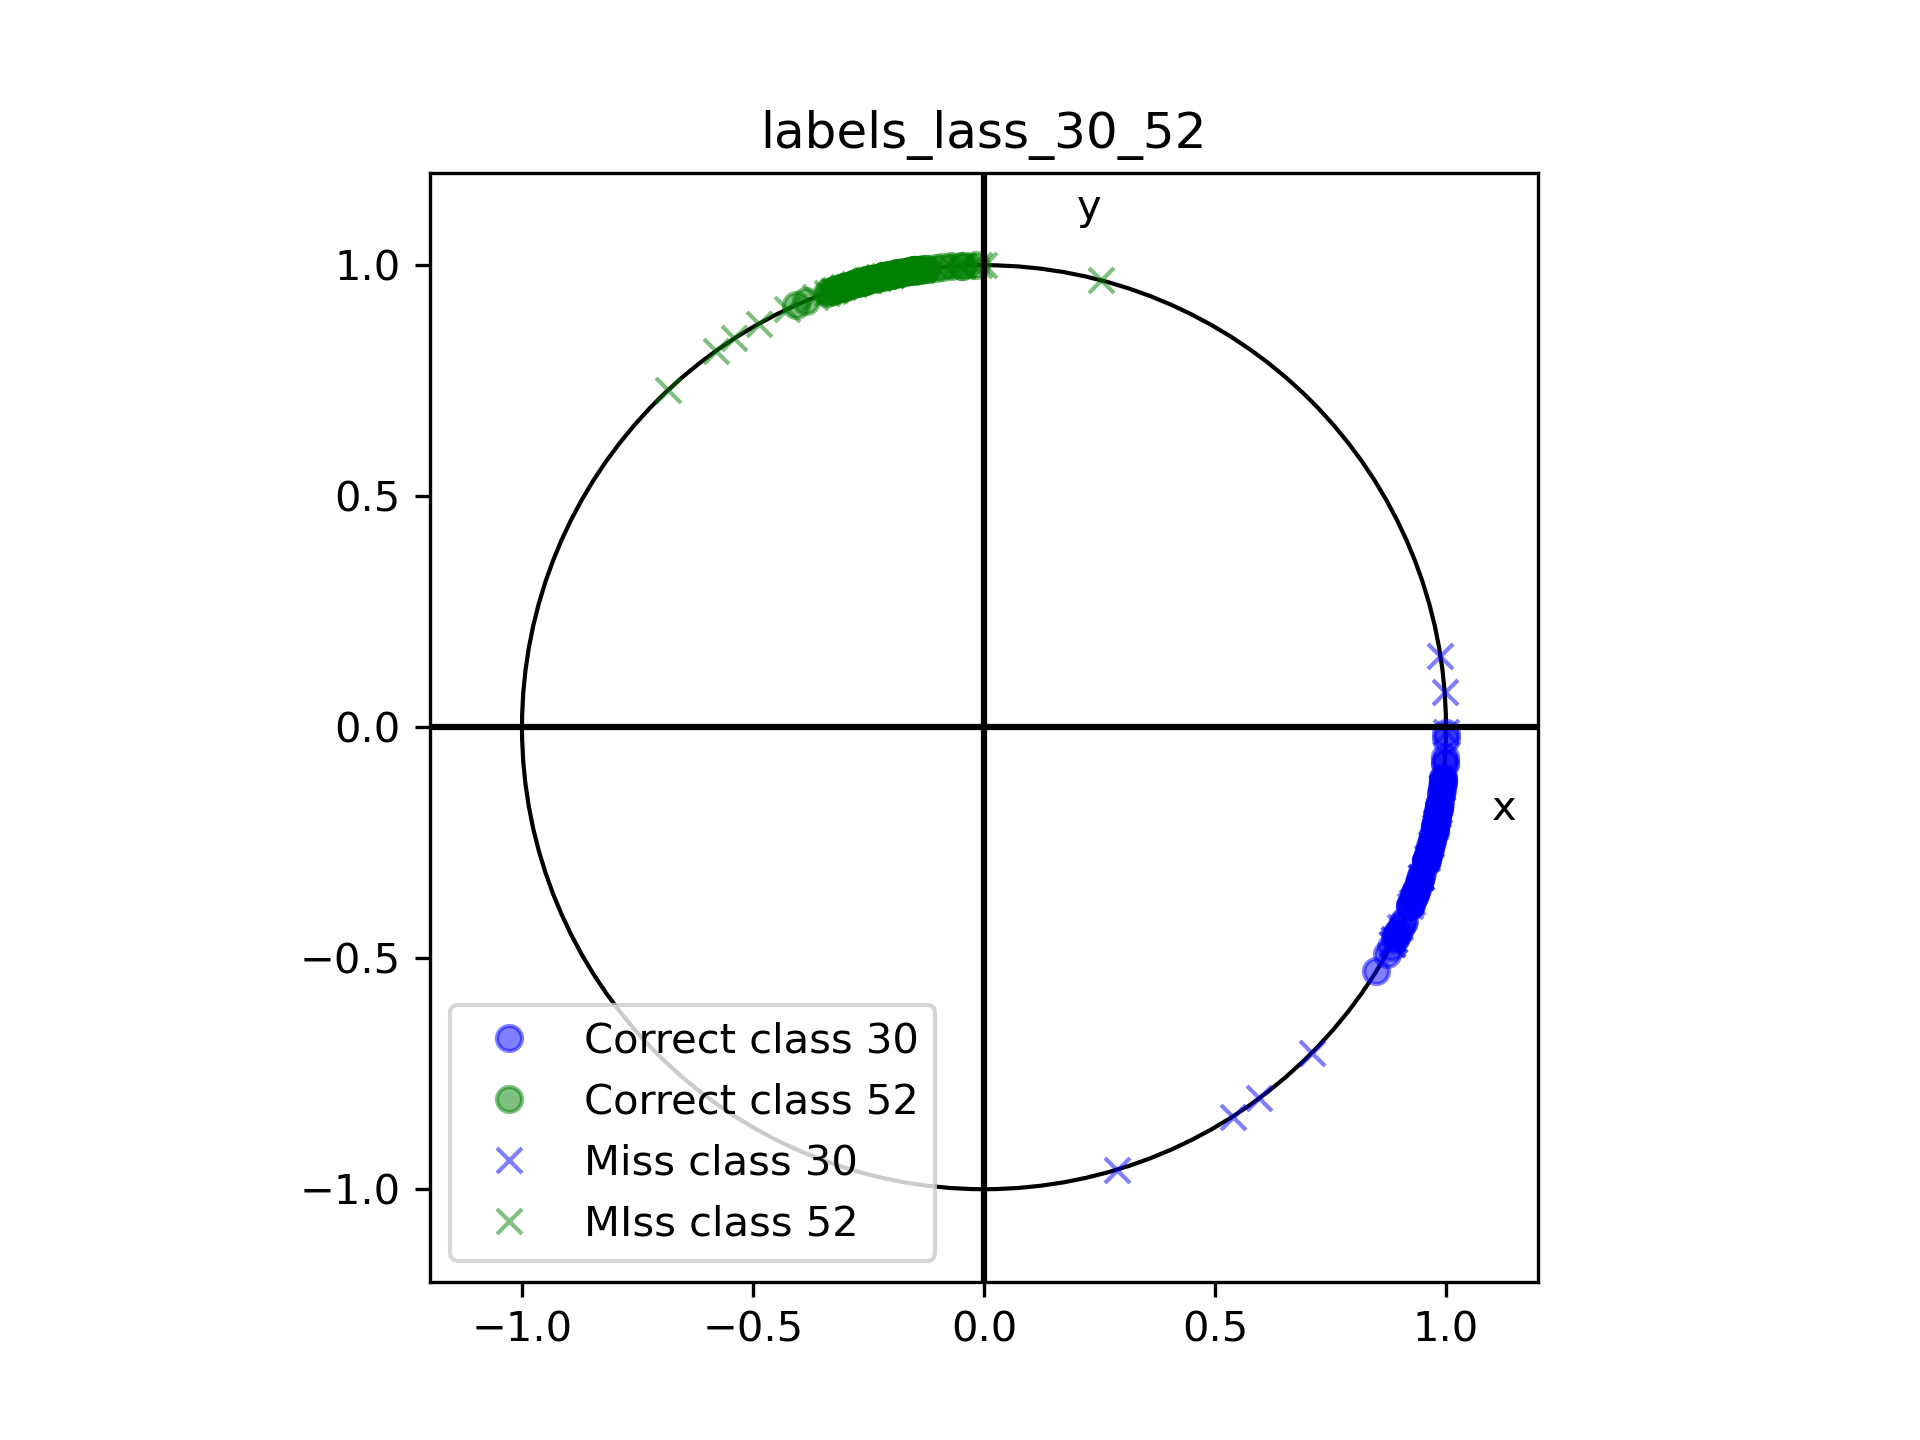 labels_lass_30_52
y
1.0
0.5
0.0
−0.5
−1.0
x
Correct class 30
Correct class 52
Miss class 30
MIss class 52
−1.0 −0.5 0.0 0.5 1.0